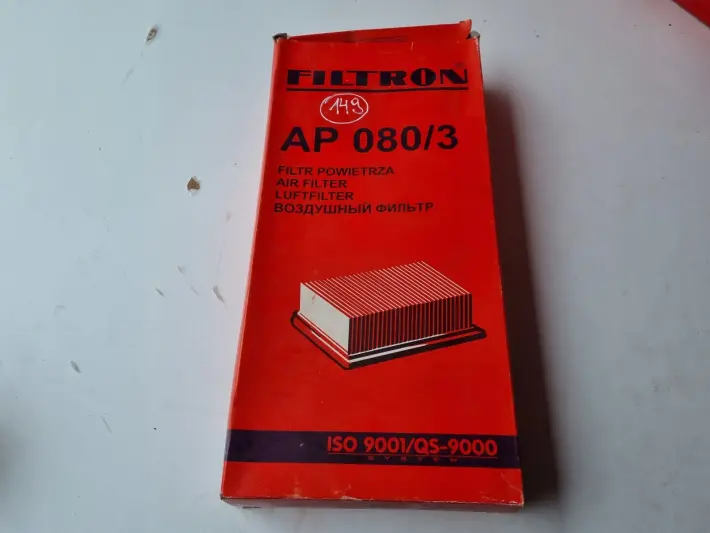 FILTRON®
149
AP 080/3
FILTR POWIETRZA
AIR FILTER
LUFTFILTER
ВОЗДУШНЫЙ ФИЛЬТР
ISO 9001/QS-9000
SYSTEM